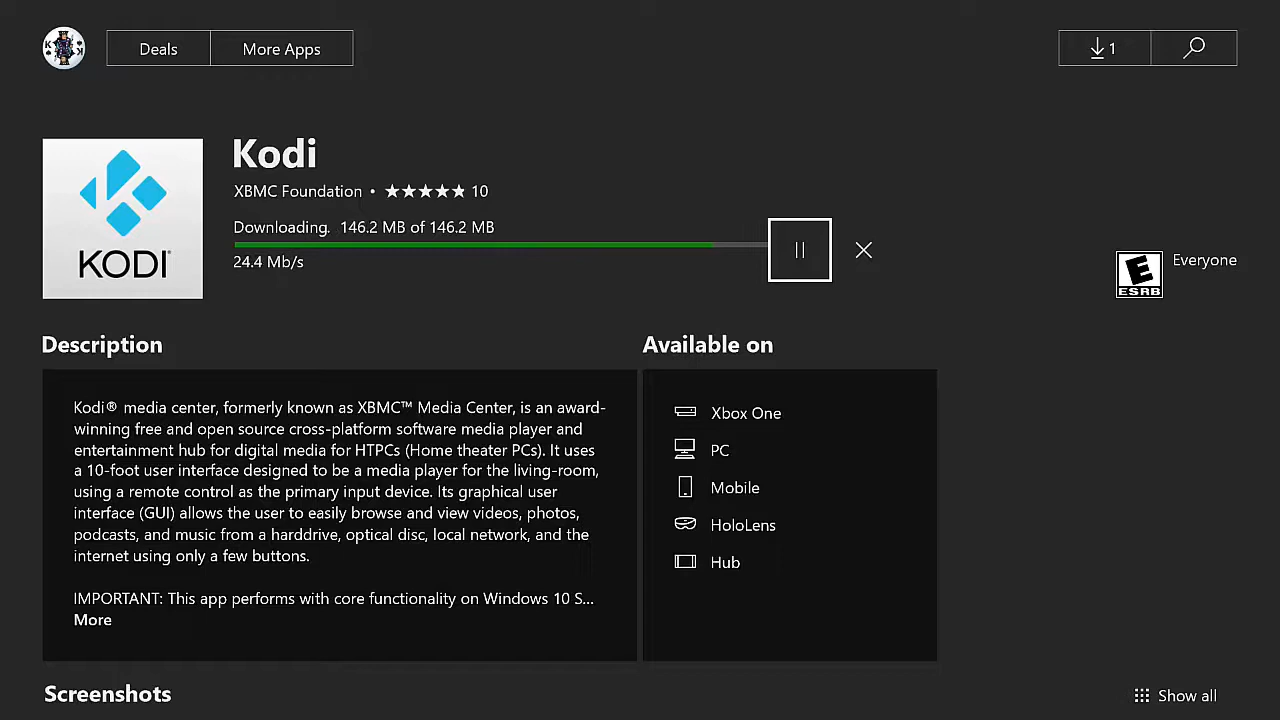 Deals
More Apps
1
Kodi
XBMC Foundation • ★★★★★ 10
Downloading. 146.2 MB of 146.2 MB
24.4 Mb/s
KODI®
E
ESRB
Everyone
Description
Kodi® media center, formerly known as XBMC™ Media Center, is an award-
winning free and open source cross-platform software media player and
entertainment hub for digital media for HTPCs (Home theater PCs). It uses
a 10-foot user interface designed to be a media player for the living-room,
using a remote control as the primary input device. Its graphical user
interface (GUI) allows the user to easily browse and view videos, photos,
podcasts, and music from a harddrive, optical disc, local network, and the
internet using only a few buttons.
IMPORTANT: This app performs with core functionality on Windows 10 S...
More
Available on
Xbox One
PC
Mobile
HoloLens
Hub
Screenshots
Show all